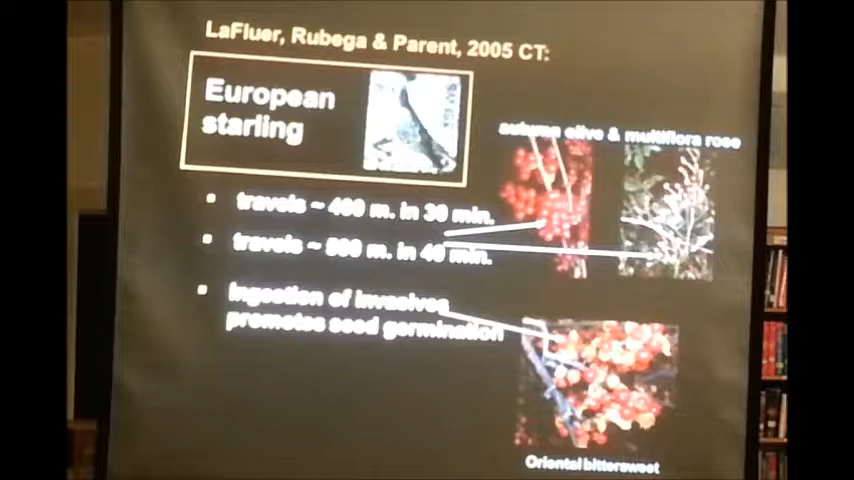 LaFluer, Rubega & Parent, 2005 CT:
European
starling
autumn olive & multiflora rose
▪ travels ~ 400 m. in 30 min.
▪ travels ~ 500 m. in 40 min.
▪ Ingestion of invasives
promotes seed germination
Oriental bittersweet